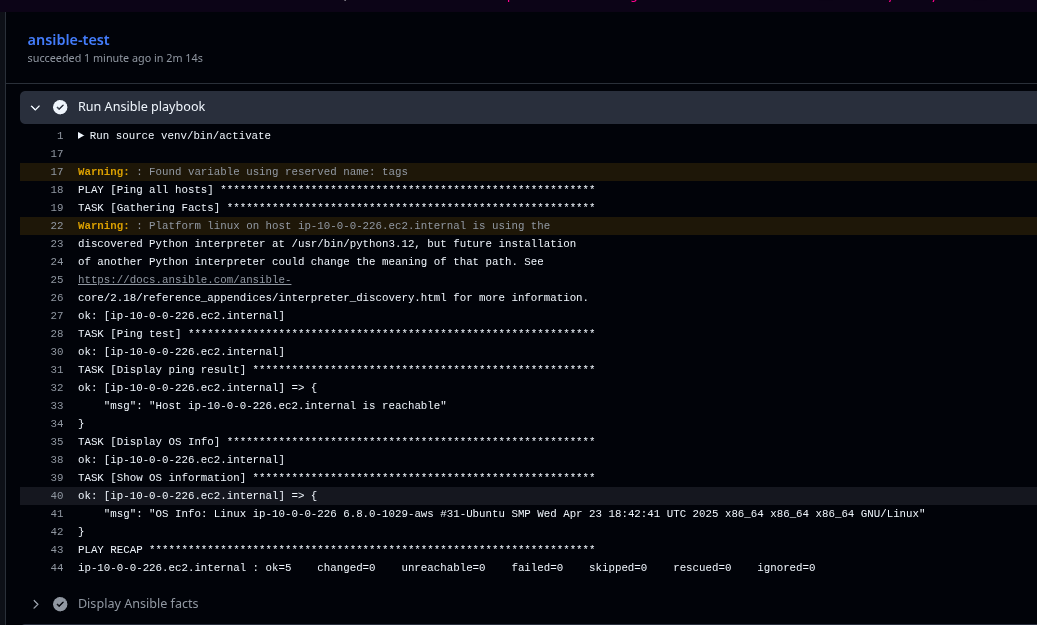 ansible-test
succeeded 1 minute ago in 2m 14s
Run Ansible playbook
1 ▶ Run source venv/bin/activate
17
17 Warning: : Found variable using reserved name: tags
18 PLAY [Ping all hosts] **********************************************************
19 TASK [Gathering Facts] *********************************************************
22 Warning: : Platform linux on host ip-10-0-0-226.ec2.internal is using the
23 discovered Python interpreter at /usr/bin/python3.12, but future installation
24 of another Python interpreter could change the meaning of that path. See
25 https://docs.ansible.com/ansible-
26 core/2.18/reference_appendices/interpreter_discovery.html for more information.
27 ok: [ip-10-0-0-226.ec2.internal]
28 TASK [Ping test] ***************************************************************
30 ok: [ip-10-0-0-226.ec2.internal]
31 TASK [Display ping result] *****************************************************
32 ok: [ip-10-0-0-226.ec2.internal] => {
33 "msg": "Host ip-10-0-0-226.ec2.internal is reachable"
34 }
35 TASK [Display OS Info] *********************************************************
38 ok: [ip-10-0-0-226.ec2.internal]
39 TASK [Show OS information] *****************************************************
40 ok: [ip-10-0-0-226.ec2.internal] => {
41 "msg": "OS Info: Linux ip-10-0-0-226 6.8.0-1029-aws #31-Ubuntu SMP Wed Apr 23 18:42:41 UTC 2025 x86_64 x86_64 x86_64 GNU/Linux"
42 }
43 PLAY RECAP *********************************************************************
44 ip-10-0-0-226.ec2.internal : ok=5 changed=0 unreachable=0 failed=0 skipped=0 rescued=0 ignored=0
Display Ansible facts